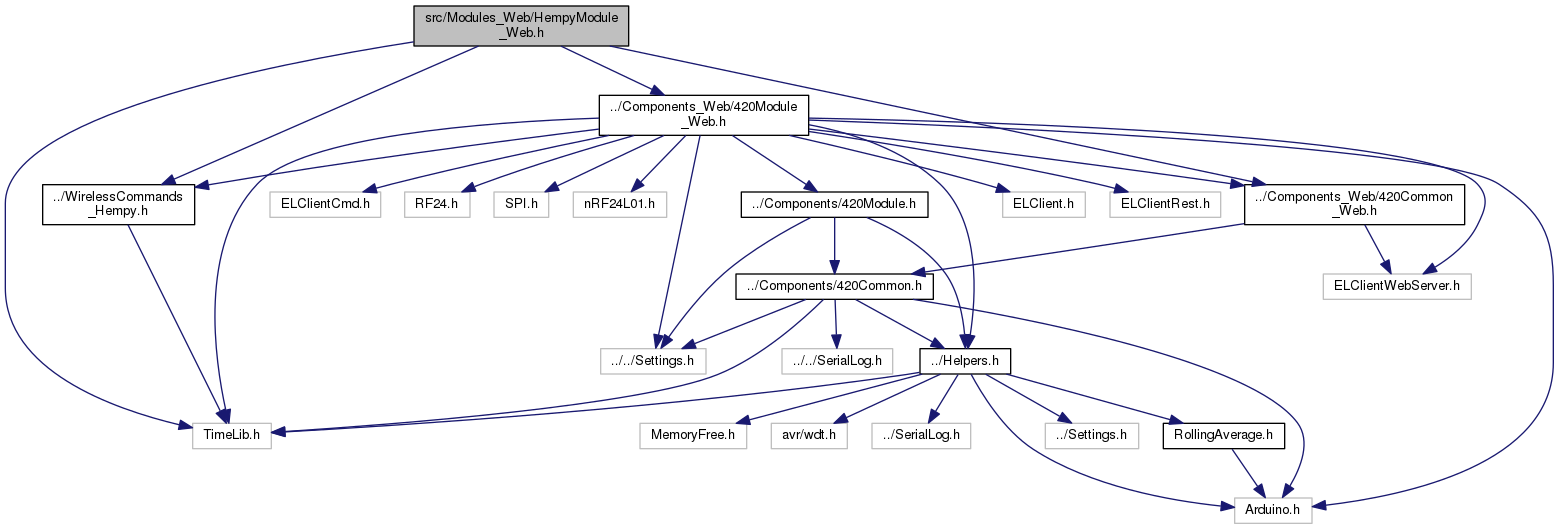 src/Modules_Web/HempyModule
_Web.h
../Components_Web/420Module
_Web.h
../WirelessCommands
_Hempy.h
ELClientCmd.h
RF24.h
SPI.h
nRF24L01.h
../Components/420Module.h
ELClient.h
ELClientRest.h
../Components_Web/420Common
_Web.h
../Components/420Common.h
ELClientWebServer.h
../../Settings.h
../../SerialLog.h
../Helpers.h
TimeLib.h
MemoryFree.h
avr/wdt.h
../SerialLog.h
../Settings.h
RollingAverage.h
Arduino.h